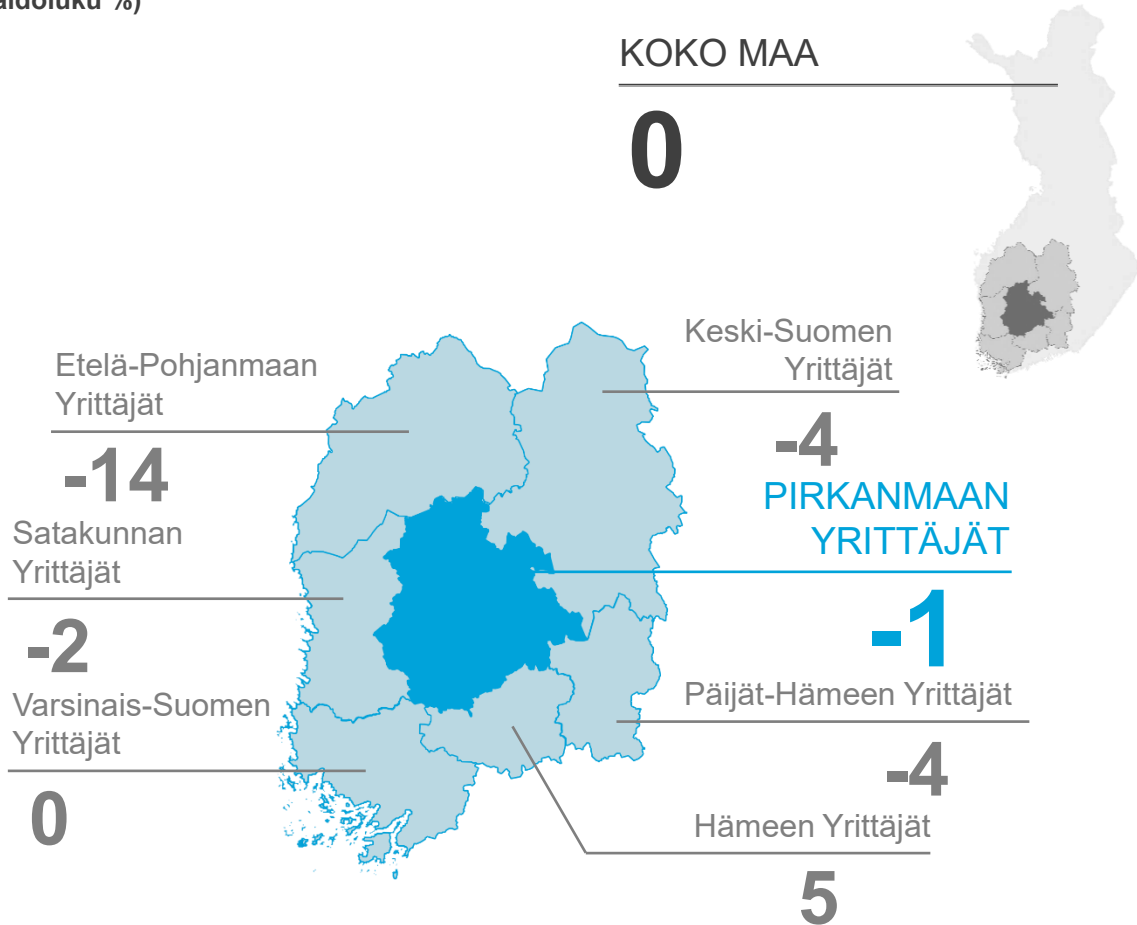 KOKO MAA
0
Keski-Suomen
Yrittäjät
-4
Etelä-Pohjanmaan
Yrittäjät
-14
PIRKANMAAN
YRITTÄJÄT
-1
Satakunnan
Yrittäjät
-2
Varsinais-Suomen
Yrittäjät
0
Päijät-Hämeen Yrittäjät
-4
Hämeen Yrittäjät
5